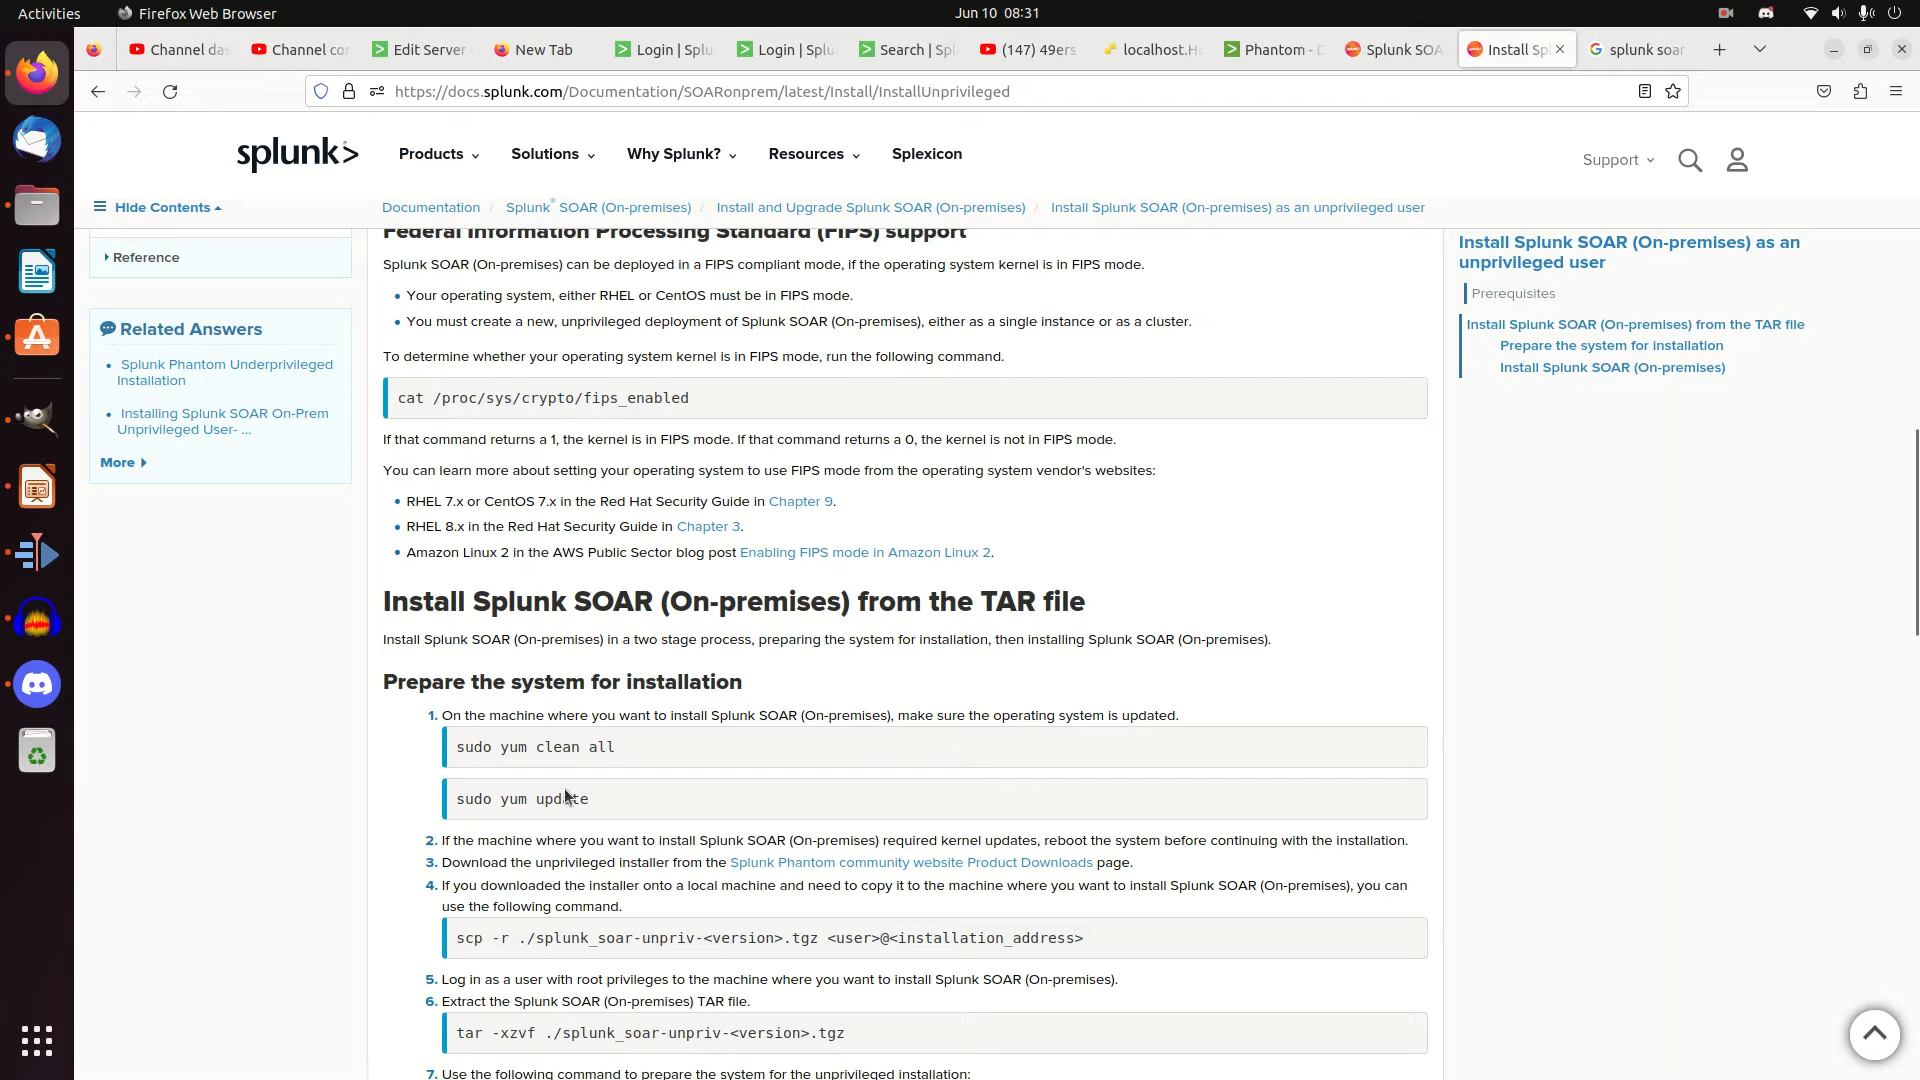 Activities
Firefox Web Browser
Jun 10 08:31
Channel da
Channel co
Edit Server
New Tab
Login | Splu
Login | Splu
Search | Spl
(147) 49ers
localhost.H
Phantom - D
Splunk SOA
Install Spl
splunk soar
https://docs.splunk.com/Documentation/SOARonprem/latest/Install/InstallUnprivileged
splunk>
Products
Solutions
Why Splunk?
Resources
Splexicon
Support
Hide Contents
Documentation / Splunk® SOAR (On-premises) / Install and Upgrade Splunk SOAR (On-premises) / Install Splunk SOAR (On-premises) as an unprivileged user
Reference
Related Answers
Splunk Phantom Underprivileged
Installation
Installing Splunk SOAR On-Prem
Unprivileged User- ...
More
Federal Information Processing Standard (FIPS) support
Splunk SOAR (On-premises) can be deployed in a FIPS compliant mode, if the operating system kernel is in FIPS mode.
• Your operating system, either RHEL or CentOS must be in FIPS mode.
• You must create a new, unprivileged deployment of Splunk SOAR (On-premises), either as a single instance or as a cluster.
To determine whether your operating system kernel is in FIPS mode, run the following command.
cat /proc/sys/crypto/fips_enabled
If that command returns a 1, the kernel is in FIPS mode. If that command returns a 0, the kernel is not in FIPS mode.
You can learn more about setting your operating system to use FIPS mode from the operating system vendor's websites:
• RHEL 7.x or CentOS 7.x in the Red Hat Security Guide in Chapter 9.
• RHEL 8.x in the Red Hat Security Guide in Chapter 3.
• Amazon Linux 2 in the AWS Public Sector blog post Enabling FIPS mode in Amazon Linux 2.
Install Splunk SOAR (On-premises) from the TAR file
Install Splunk SOAR (On-premises) in a two stage process, preparing the system for installation, then installing Splunk SOAR (On-premises).
Prepare the system for installation
1. On the machine where you want to install Splunk SOAR (On-premises), make sure the operating system is updated.
sudo yum clean all
sudo yum update
2. If the machine where you want to install Splunk SOAR (On-premises) required kernel updates, reboot the system before continuing with the installation.
3. Download the unprivileged installer from the Splunk Phantom community website Product Downloads page.
4. If you downloaded the installer onto a local machine and need to copy it to the machine where you want to install Splunk SOAR (On-premises), you can
use the following command.
scp -r ./splunk_soar-unpriv-<version>.tgz <user>@<installation_address>
5. Log in as a user with root privileges to the machine where you want to install Splunk SOAR (On-premises).
6. Extract the Splunk SOAR (On-premises) TAR file.
tar -xzvf ./splunk_soar-unpriv-<version>.tgz
7. Use the following command to prepare the system for the unprivileged installation:
Install Splunk SOAR (On-premises) as an
unprivileged user
Prerequisites
Install Splunk SOAR (On-premises) from the TAR file
Prepare the system for installation
Install Splunk SOAR (On-premises)